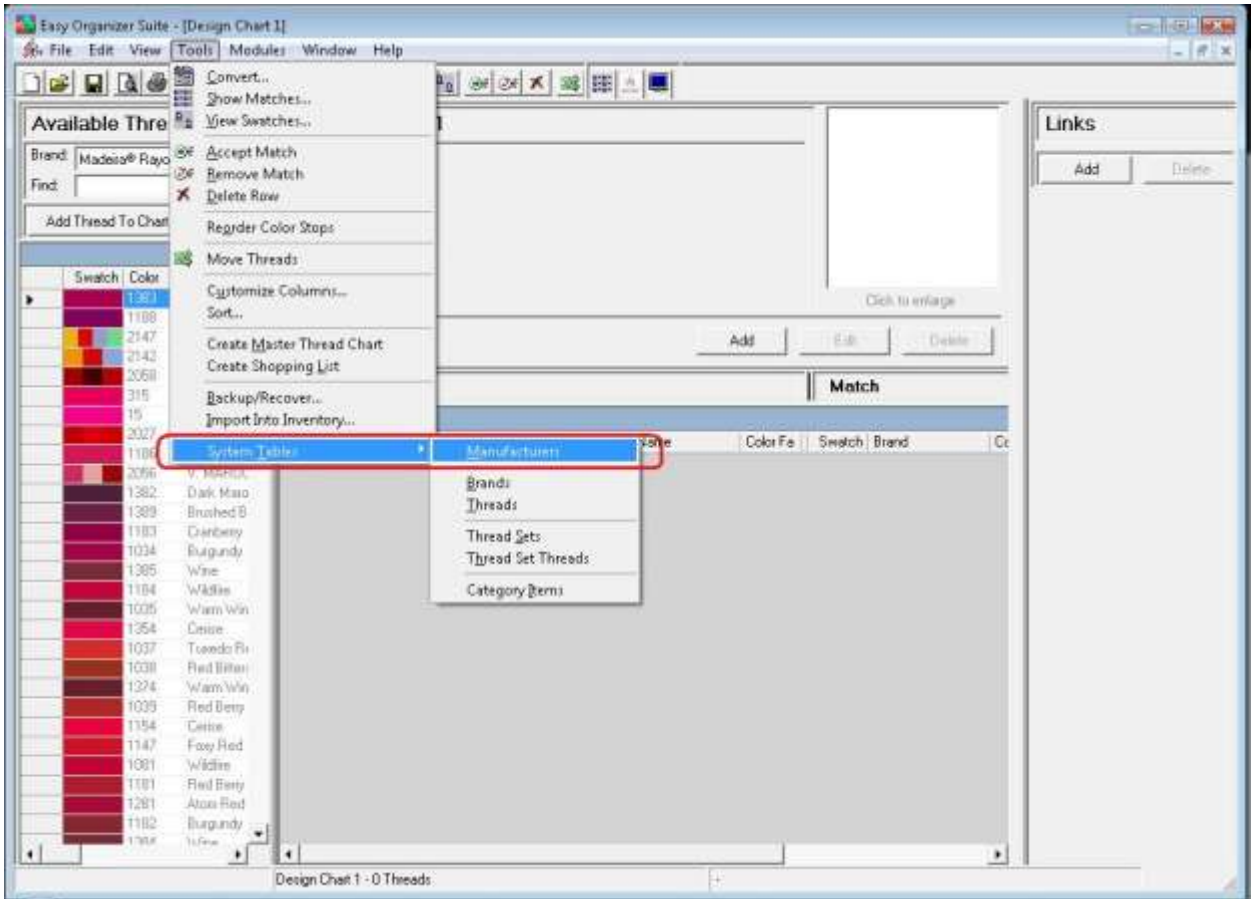 Easy Organizer Suite - [Design Chart 1]
File Edit View Tools Modules Window Help
Convert...
Show Matches...
View Swatches...
Accept Match
Remove Match
Delete Row
Reorder Color Stops
Move Threads
Customize Columns...
Sort...
Create Master Thread Chart
Create Shopping List
Backup/Recover...
Import Into Inventory...
System Tables
Manufacturers
Brands
Threads
Thread Sets
Thread Set Threads
Category Items
Available Thre
1
Brand: Madeira® Rayo
Find:
Add Thread To Chart
Links
Add Delete
Click to enlarge
Add Edit Delete
Match
Name Color Fa Swatch Brand Co
Swatch Color
1383
1188
2147
2142
2058
315
15
2027
1186
2056
1382 Dark Maro
1389 Brushed B
1183 Cranberry
1034 Burgundy
1385 Wine
1184 Wildfire
1035 Warm Win
1354 Cerise
1037 Tuxedo Re
1038 Red Bitter
1374 Warm Win
1039 Red Berry
1154 Cerise
1147 Foxy Red
1081 Wildfire
1181 Red Berry
1281 Atom Red
1182 Burgundy
Wine
Design Chart 1 - 0 Threads